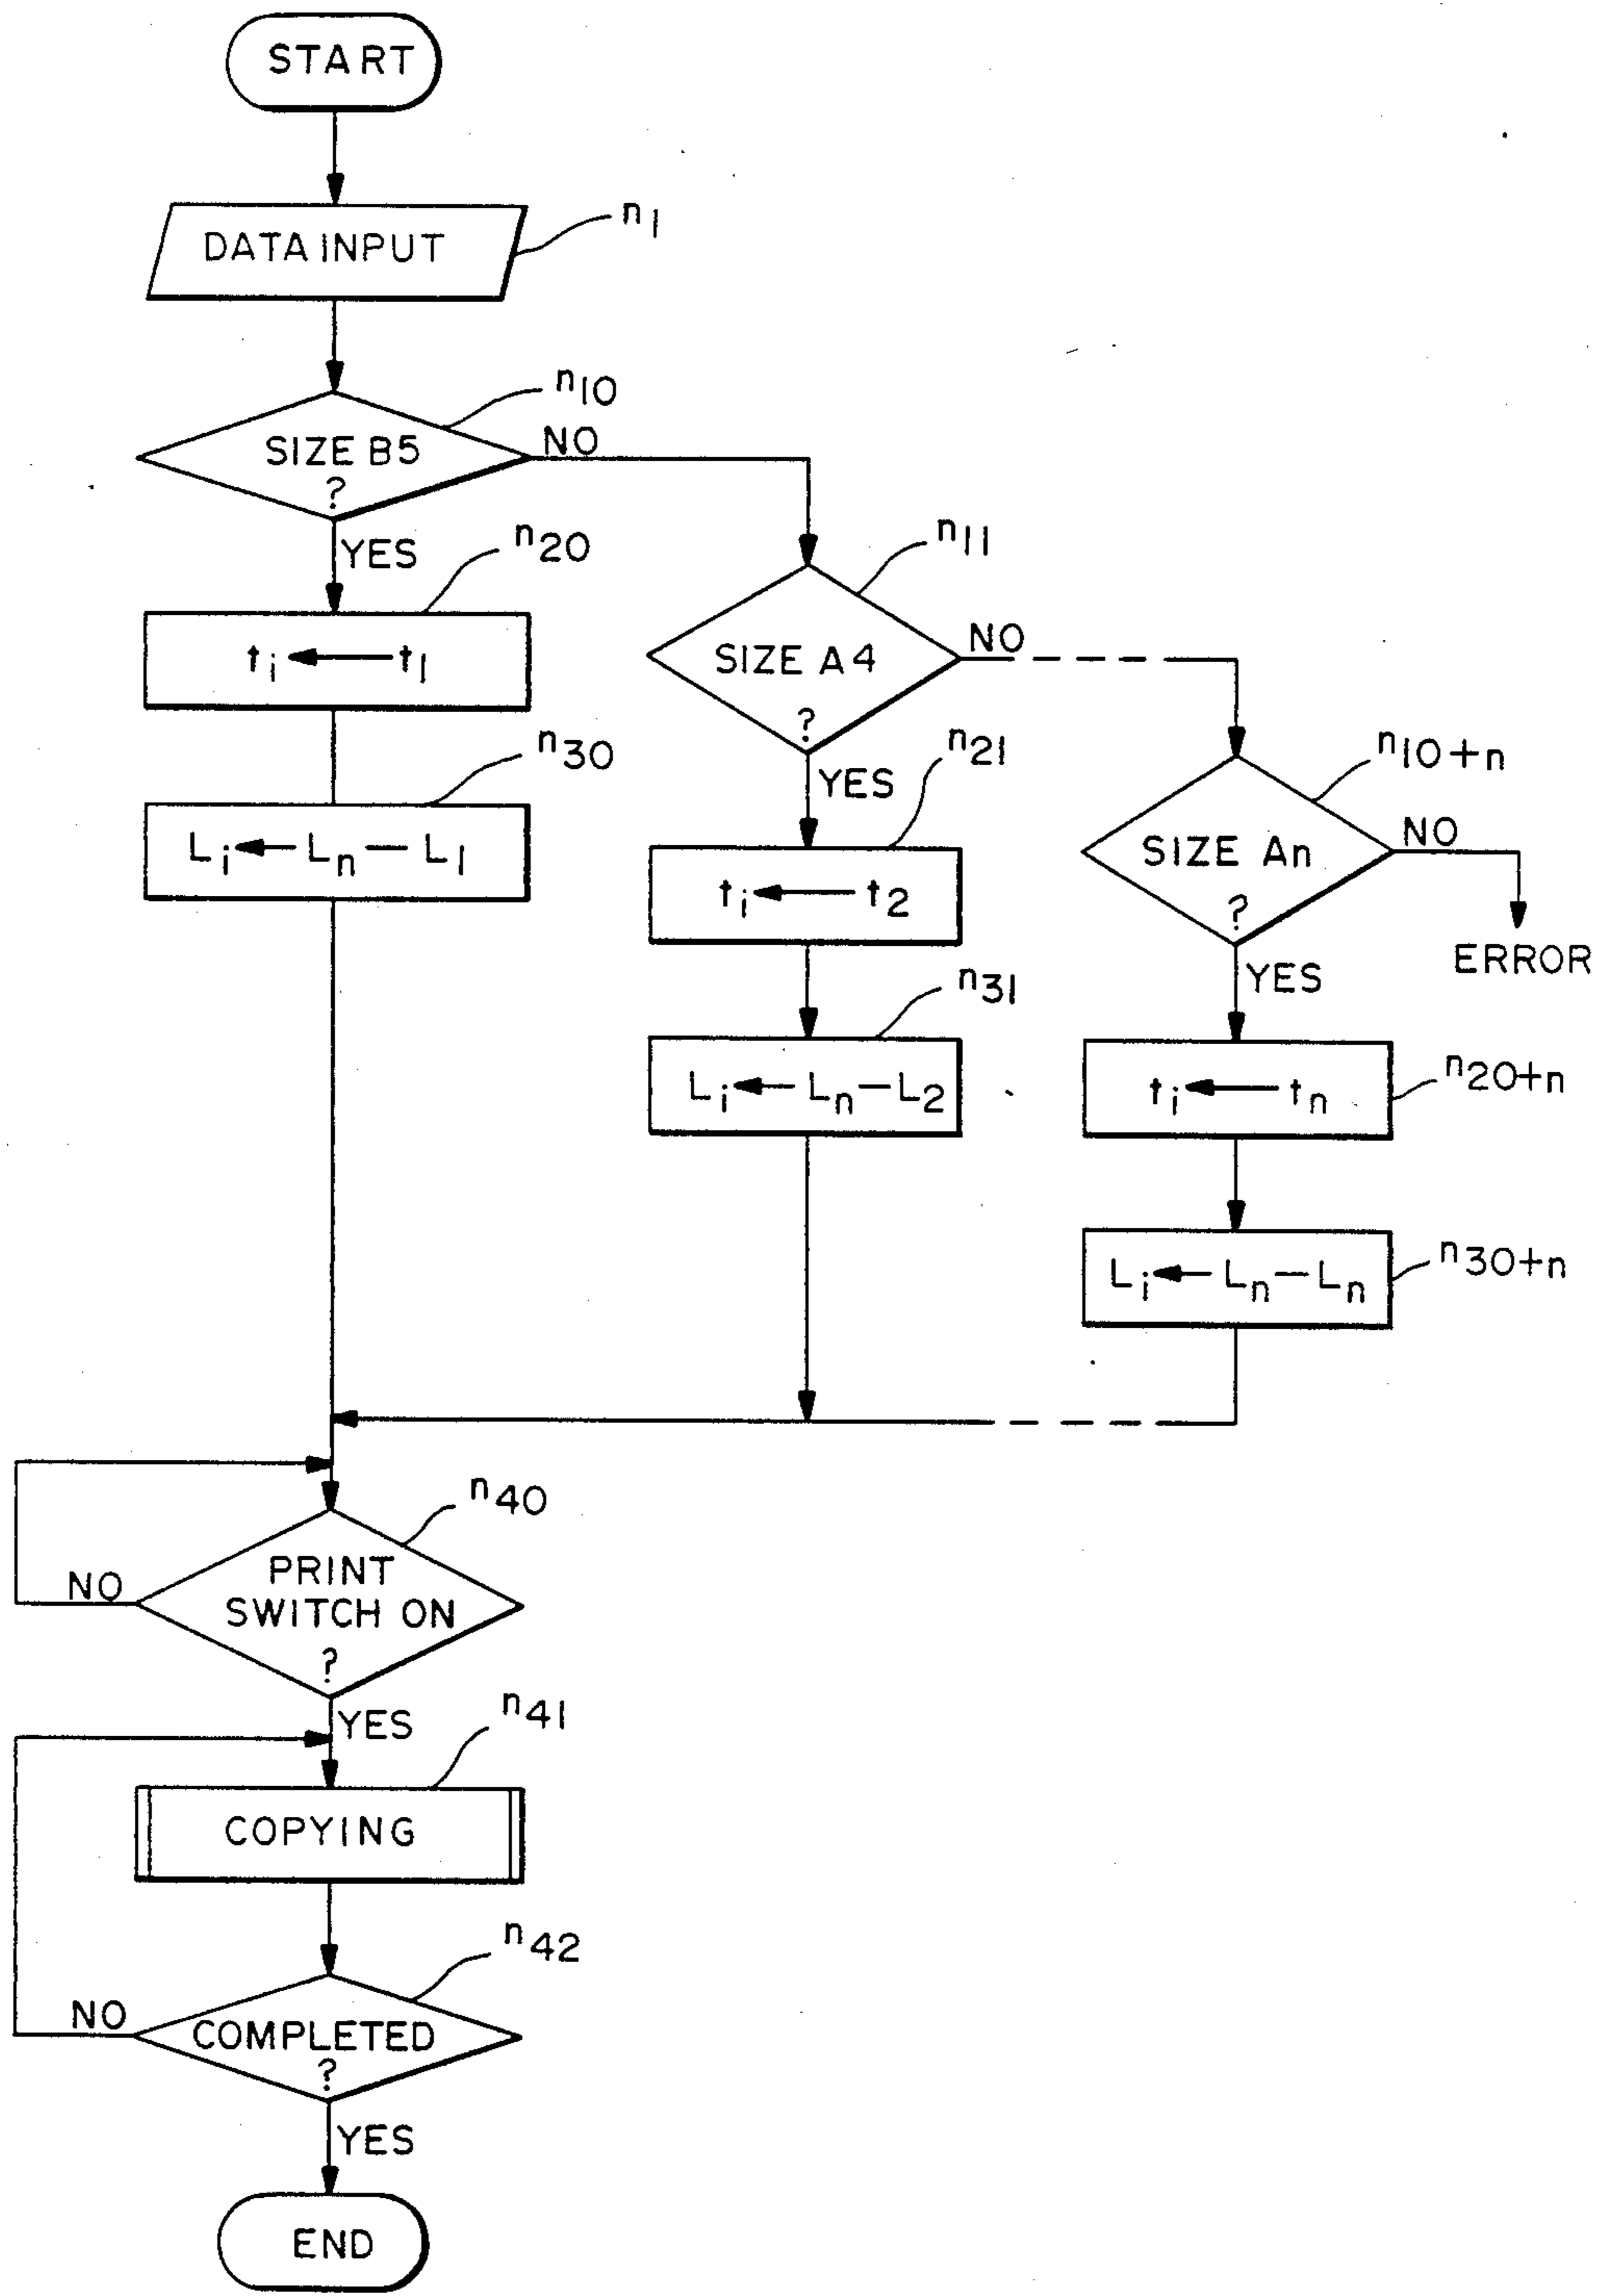 START
DATA INPUT
n1
n10
SIZE B5
?
NO
YES
n20
ti ← t1
n30
Li ← Ln — L1
n11
SIZE A4
?
NO
YES
n21
ti ← t2
n31
Li ← Ln — L2
n10+n
SIZE An
?
NO
ERROR
YES
ti ← tn
n20+n
Li ← Ln — Ln
n30+n
n40
PRINT
SWITCH ON
?
NO
YES
n41
COPYING
n42
COMPLETED
?
NO
YES
END